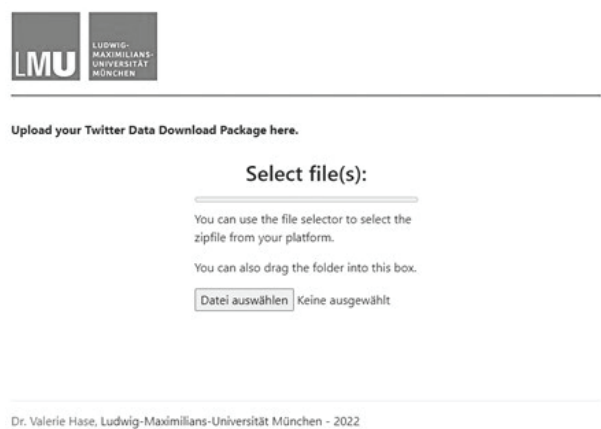 LMU
LUDWIG-
MAXIMILIANS-
UNIVERSITÄT
MÜNCHEN
Upload your Twitter Data Download Package here.
Select file(s):
You can use the file selector to select the
zipfile from your platform.
You can also drag the folder into this box.
Datei auswählen Keine ausgewählt
Dr. Valerie Hase, Ludwig-Maximilians-Universität München - 2022